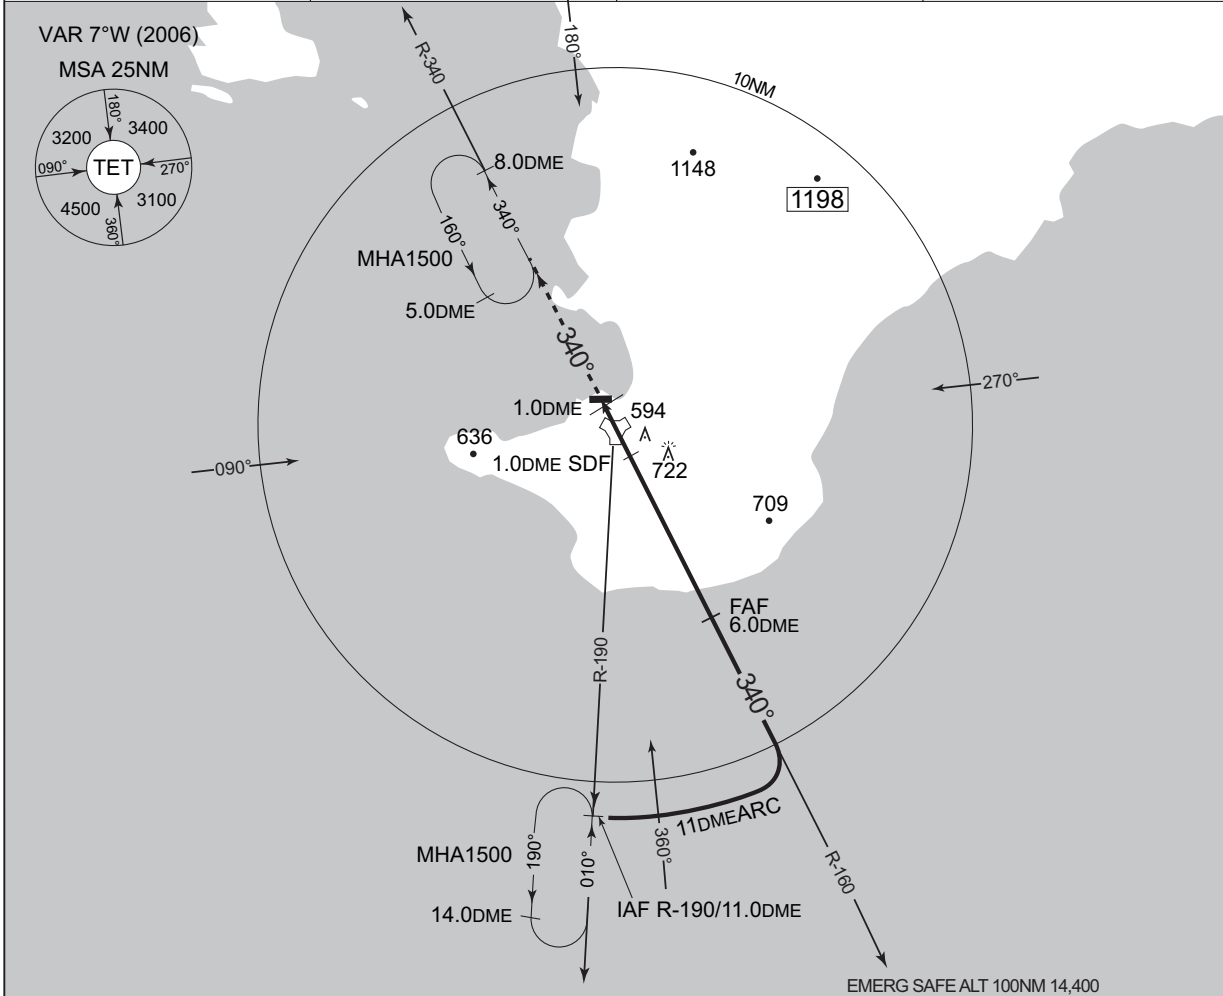 VAR 7°W (2006)
MSA 25NM
180°
3200
3400
090°
TET
270°
4500
3100
360°
R-340
180°
10NM
8.0DME
1148
1198
340°
160°
MHA1500
5.0DME
340°
270°
1.0DME
594
636
1.0DME SDF
722
090°
709
FAF
6.0DME
R-190
340°
11DMEARC
MHA1500
190°
010°
360°
R-160
14.0DME
IAF R-190/11.0DME
EMERG SAFE ALT 100NM 14,400